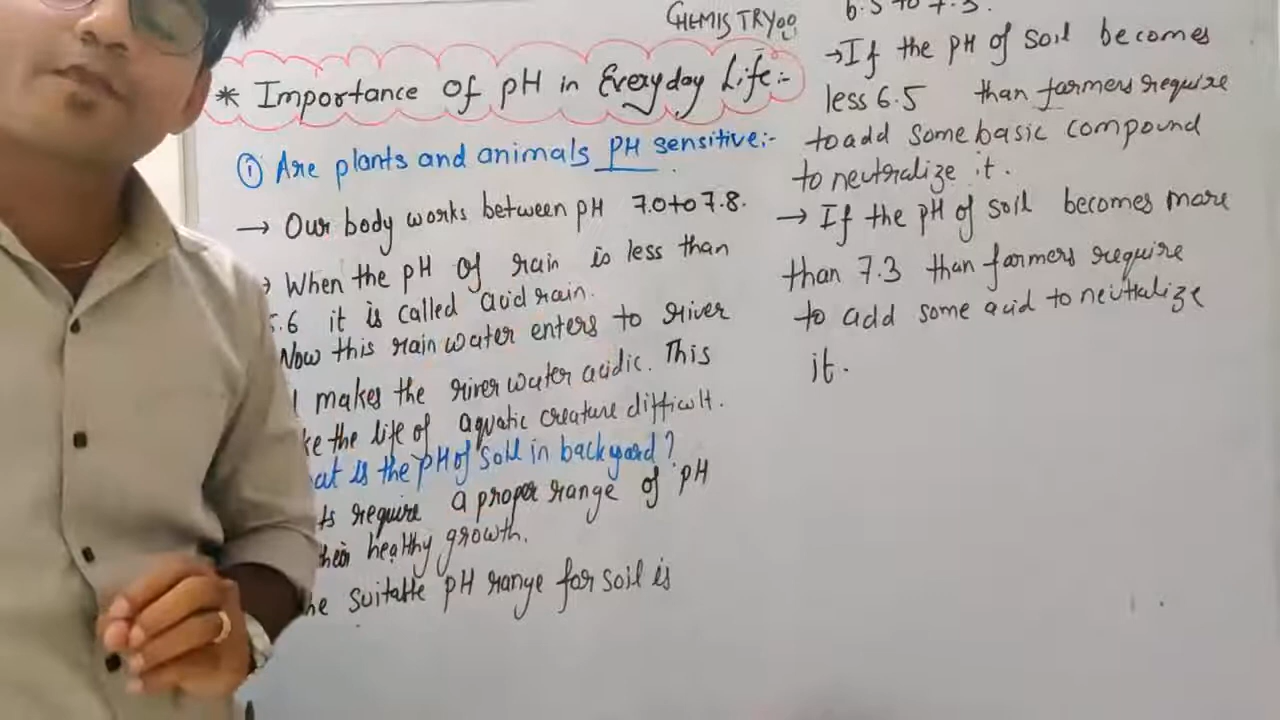 CHEMISTRY
* Importance of pH in Everyday Life:-
① Are plants and animals PH sensitive:-
→ Our body works between pH 7.0 to 7.8.
When the pH of rain is less than
.6 it is called acid rain.
Now this rain water enters to river
makes the river water acidic. This
ke the life of aquatic creature difficult.
at is the pH of soil in backyard?
ts require a proper range of pH
their healthy growth.
he suitable pH range for soil is
6.5 to 7.3.
→ If the pH of soil becomes
less 6.5 than farmers require
to add some basic compound
to neutralize it.
→ If the pH of soil becomes more
than 7.3 than farmers require
to add some acid to neutralize
it.